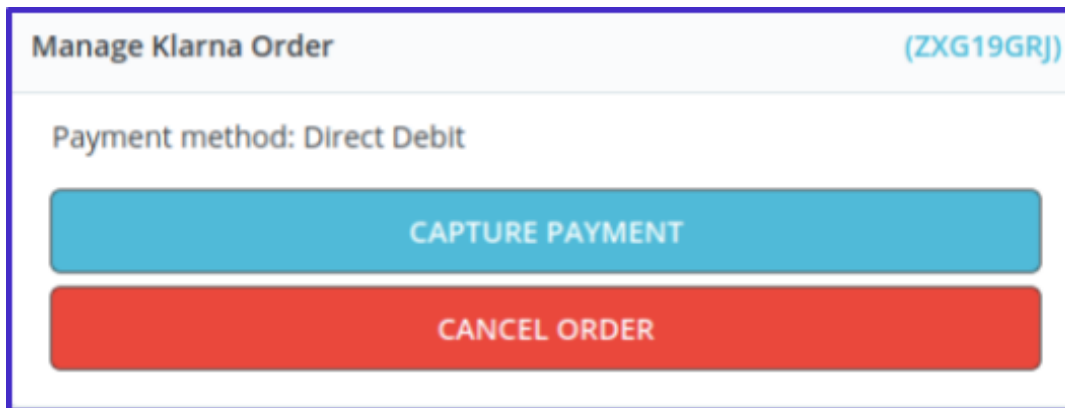 Manage Klarna Order (ZXG19GRJ)
Payment method: Direct Debit
CAPTURE PAYMENT
CANCEL ORDER